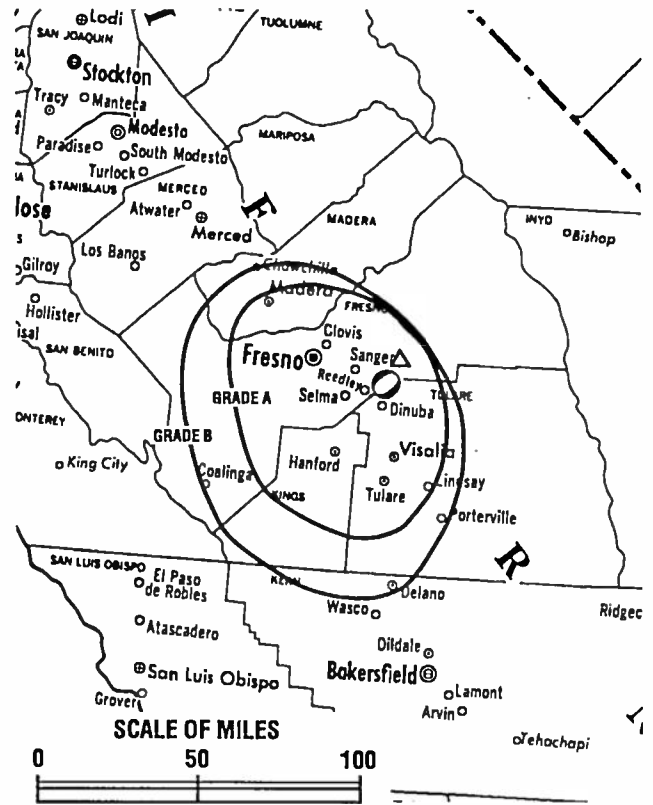 Lodi
SAN JOAQUIN
TUOLUMNE
Stockton
Tracy
Manteca
Modesto
MARIPOSA
Paradise
South Modesto
Turlock
STANISLAUS
MERCED
Atwater
Merced
F
MADERA
INYO
Bishop
Los Banos
Gilroy
Chowchilla
Madera
FRESNO
Hollister
SAN BENITO
Clovis
Fresno
Sanger
Reedley
Selma
TULARE
Dinuba
GRADE A
GRADE B
King City
Coalinga
Hanford
Visalia
KINGS
Tulare
Lindsay
Porterville
R
SAN LUIS OBISPO
KERN
El Paso
de Robles
Delano
Wasco
Atascadero
Dildale
San Luis Obispo
Bakersfield
Grover
Lamont
Arvin
Tehachapi
SCALE OF MILES
0 50 100